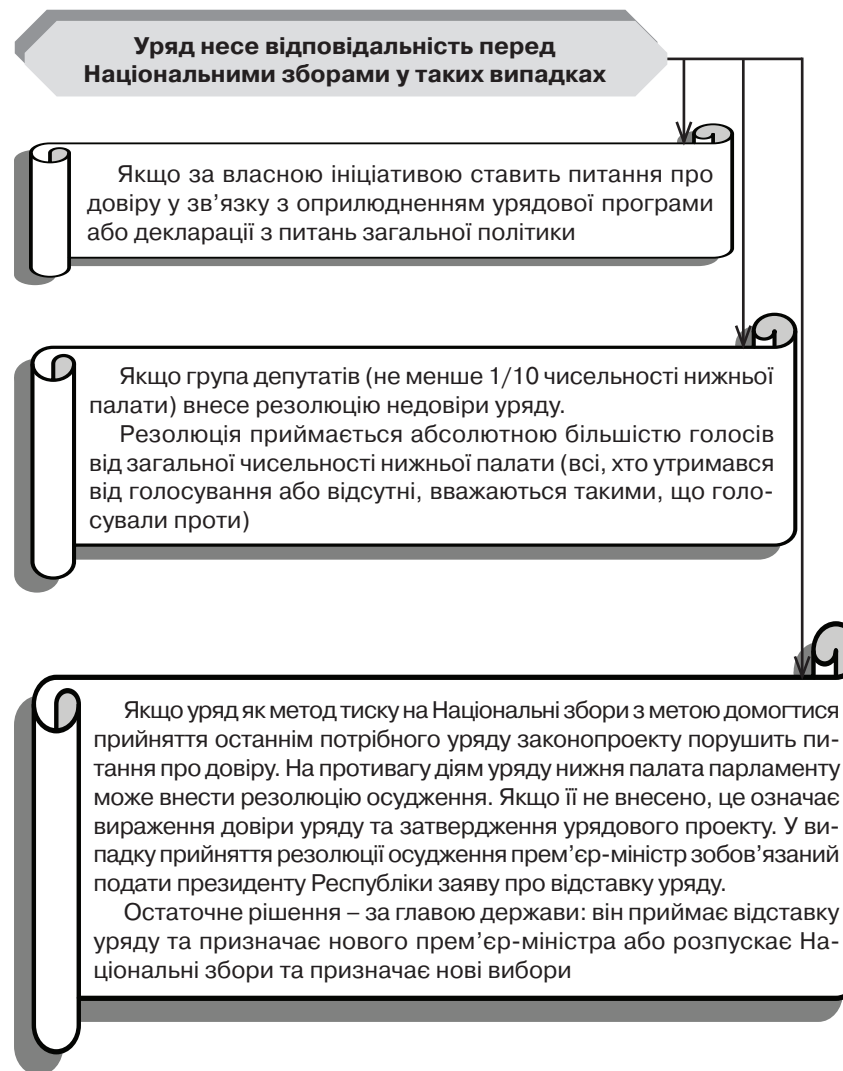 Уряд несе відповідальність перед
Національними зборами у таких випадках
Якщо за власною ініціативою ставить питання про
довіру у зв’язку з оприлюдненням урядової програми
або декларації з питань загальної політики
Якщо група депутатів (не менше 1/10 чисельності нижньої
палати) внесе резолюцію недовіри уряду.
Резолюція приймається абсолютною більшістю голосів
від загальної чисельності нижньої палати (всі, хто утримався
від голосування або відсутні, вважаються такими, що голо-
сували проти)
Якщо уряд як метод тиску на Національні збори з метою домогтися
прийняття останнім потрібного уряду законопроекту порушить пи-
тання про довіру. На противагу діям уряду нижня палата парламенту
може внести резолюцію осудження. Якщо її не внесено, це означає
вираження довіри уряду та затвердження урядового проекту. У ви-
падку прийняття резолюції осудження прем’єр-міністр зобов’язаний
подати президенту Республіки заяву про відставку уряду.
Остаточне рішення – за главою держави: він приймає відставку
уряду та призначає нового прем’єр-міністра або розпускає На-
ціональні збори та призначає нові вибори